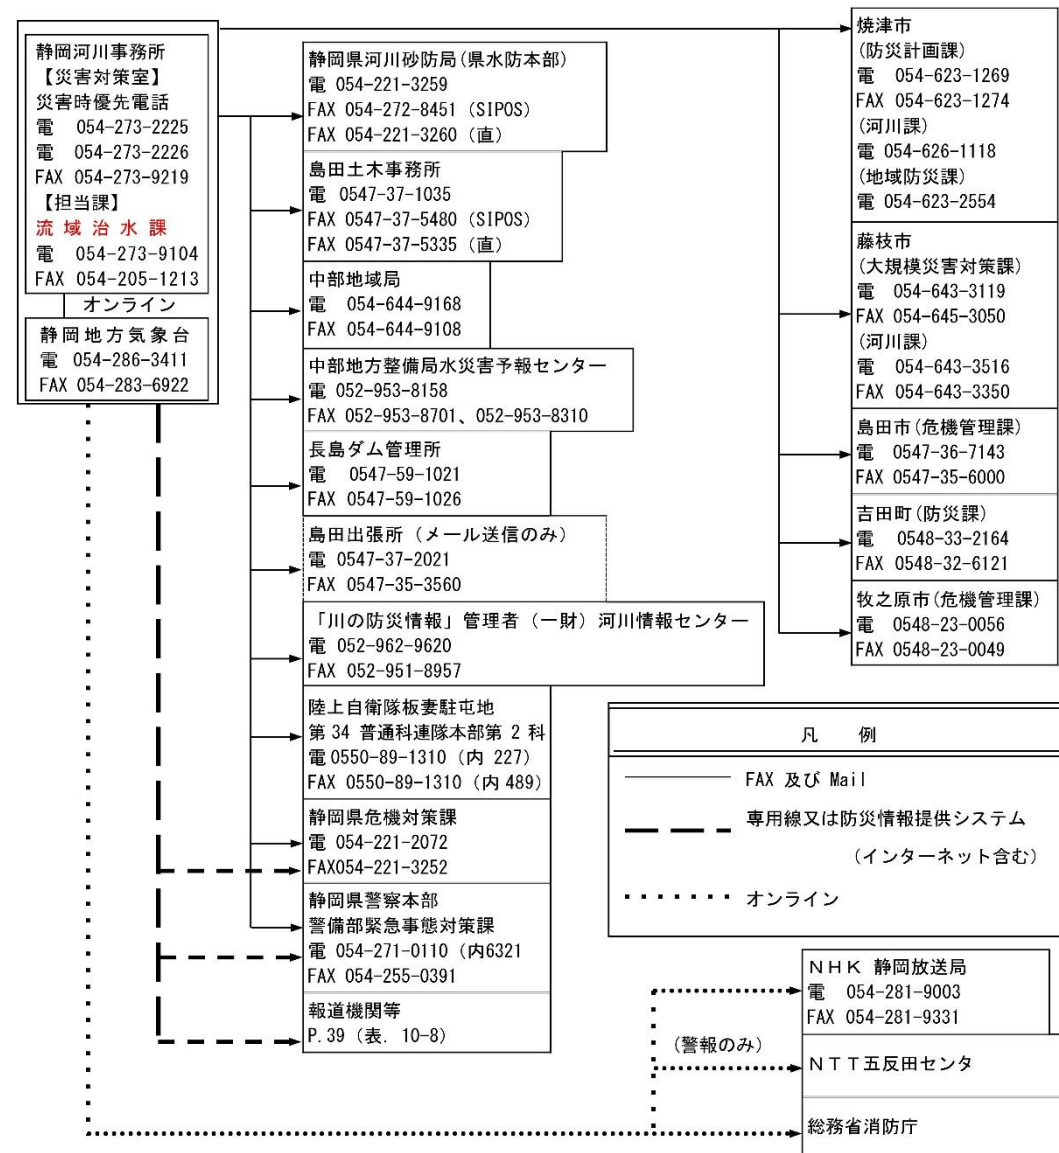 静岡河川事務所
【災害対策室】
災害時優先電話
電 054-273-2225
電 054-273-2226
FAX 054-273-9219
【担当課】
流域治水課
電 054-273-9104
FAX 054-205-1213
オンライン
静岡地方気象台
電 054-286-3411
FAX 054-283-6922
静岡県河川砂防局(県水防本部)
電 054-221-3259
FAX 054-272-8451 (SIPOS)
FAX 054-221-3260 (直)
島田土木事務所
電 0547-37-1035
FAX 0547-37-5480 (SIPOS)
FAX 0547-37-5335 (直)
中部地域局
電 054-644-9168
FAX 054-644-9108
中部地方整備局水災害予報センター
電 052-953-8158
FAX 052-953-8701、052-953-8310
長島ダム管理所
電 0547-59-1021
FAX 0547-59-1026
島田出張所（メール送信のみ）
電 0547-37-2021
FAX 0547-35-3560
「川の防災情報」管理者（一財）河川情報センター
電 052-962-9620
FAX 052-951-8957
陸上自衛隊板妻駐屯地
第 34 普通科連隊本部第 2 科
電 0550-89-1310 (内 227)
FAX 0550-89-1310 (内 489)
静岡県危機対策課
電 054-221-2072
FAX054-221-3252
静岡県警察本部
警備部緊急事態対策課
電 054-271-0110 (内6321
FAX 054-255-0391
報道機関等
P.39（表. 10-8）
焼津市
(防災計画課)
電 054-623-1269
FAX 054-623-1274
(河川課)
電 054-626-1118
(地域防災課)
電 054-623-2554
藤枝市
(大規模災害対策課)
電 054-643-3119
FAX 054-645-3050
(河川課)
電 054-643-3516
FAX 054-643-3350
島田市(危機管理課)
電 0547-36-7143
FAX 0547-35-6000
吉田町(防災課)
電 0548-33-2164
FAX 0548-32-6121
牧之原市(危機管理課)
電 0548-23-0056
FAX 0548-23-0049
凡 例
FAX 及び Mail
専用線又は防災情報提供システム
（インターネット含む）
オンライン
(警報のみ)
ＮＨＫ 静岡放送局
電 054-281-9003
FAX 054-281-9331
ＮＴＴ五反田センタ
総務省消防庁